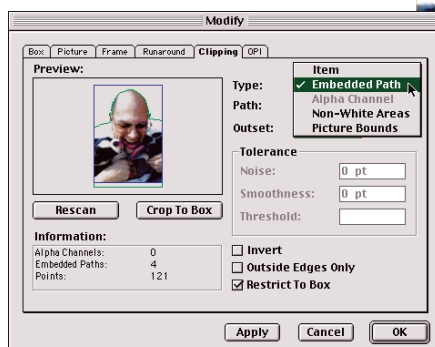 Modify
Box Picture Frame Runaround Clipping OPI
Preview:
Type:
Item
✓ Embedded Path
Alpha Channel
Non-White Areas
Picture Bounds
Path:
Outset:
Tolerance
Noise: 0 pt
Smoothness: 0 pt
Threshold:
Rescan Crop To Box
Information:
Alpha Channels: 0
Embedded Paths: 4
Points: 121
Invert
Outside Edges Only
Restrict To Box
Apply Cancel OK